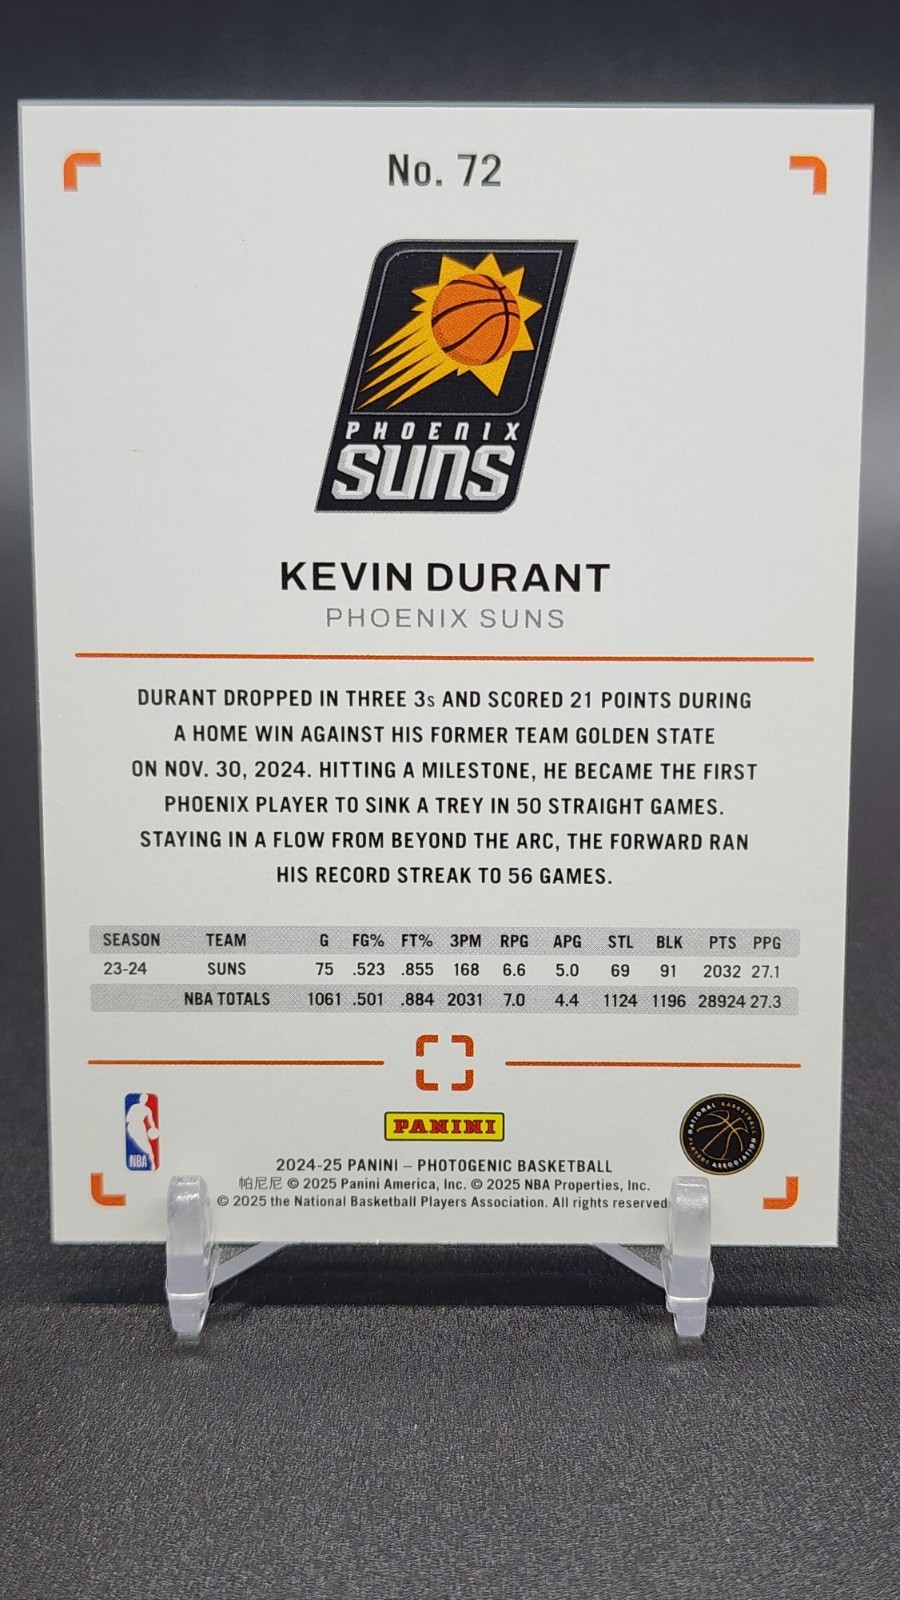 No. 72
PHOENIX
SUNS
KEVIN DURANT
PHOENIX SUNS
DURANT DROPPED IN THREE 3s AND SCORED 21 POINTS DURING
A HOME WIN AGAINST HIS FORMER TEAM GOLDEN STATE
ON NOV. 30, 2024. HITTING A MILESTONE, HE BECAME THE FIRST
PHOENIX PLAYER TO SINK A TREY IN 50 STRAIGHT GAMES.
STAYING IN A FLOW FROM BEYOND THE ARC, THE FORWARD RAN
HIS RECORD STREAK TO 56 GAMES.
SEASON TEAM G FG% FT% 3PM RPG APG STL BLK PTS PPG
23-24 SUNS 75 .523 .855 168 6.6 5.0 69 91 2032 27.1
NBA TOTALS 1061 .501 .884 2031 7.0 4.4 1124 1196 28924 27.3
NBA
PANINI
NATIONAL BASKETBALL PLAYERS ASSOCIATION
2024-25 PANINI – PHOTOGENIC BASKETBALL
帕尼尼 © 2025 Panini America, Inc. © 2025 NBA Properties, Inc.
© 2025 the National Basketball Players Association. All rights reserved